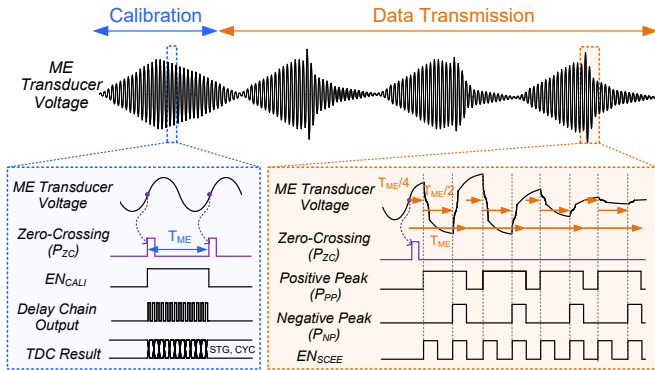 Calibration
Data Transmission
ME
Transducer
Voltage
ME Transducer
Voltage
Zero-Crossing
(PZC)
TME
ENCALI
Delay Chain
Output
TDC Result
STG, CYC
ME Transducer
Voltage
TME/4
TME/2
TME
Zero-Crossing
(PZC)
Positive Peak
(PPP)
Negative Peak
(PNP)
ENSCEE